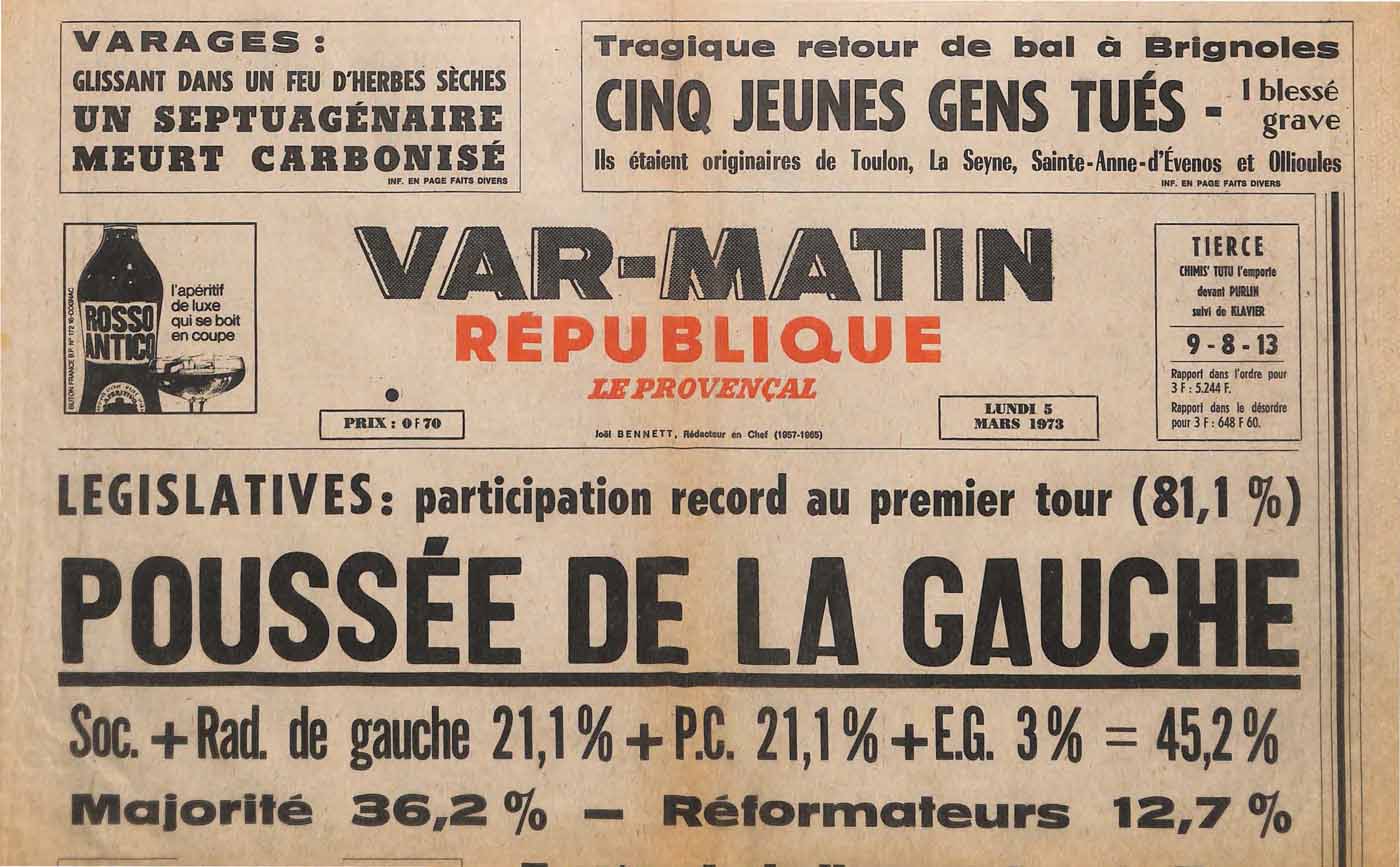 VARAGES :
GLISSANT DANS UN FEU D'HERBES SÈCHES
UN SEPTUAGÉNAIRE
MEURT CARBONISÉ
INF. EN PAGE FAITS DIVERS
Tragique retour de bal à Brignoles
CINQ JEUNES GENS TUÉS - 1 blessé
grave
Ils étaient originaires de Toulon, La Seyne, Sainte-Anne-d'Évenos et Ollioules
INF. EN PAGE FAITS DIVERS
BUTON FRANCE B.P. N° 172 16-COGNAC
ROSSO
ANTICO
l'apéritif
de luxe
qui se boit
en coupe
VAR-MATIN
RÉPUBLIQUE
LE PROVENÇAL
PRIX : 0F70
Joël BENNETT, Rédacteur en Chef (1957-1965)
LUNDI 5
MARS 1973
TIERCE
CHIMIS' TUTU l'emporte
devant PURLIN
suivi de KLAVIER
9 - 8 - 13
Rapport dans l'ordre pour
3 F : 5.244 F.
Rapport dans le désordre
pour 3 F : 648 F 60.
LEGISLATIVES : participation record au premier tour (81,1 %)
POUSSÉE DE LA GAUCHE
Soc. + Rad. de gauche 21,1 % + P.C. 21,1 % + E.G. 3 % = 45,2 %
Majorité 36,2 % — Réformateurs 12,7 %